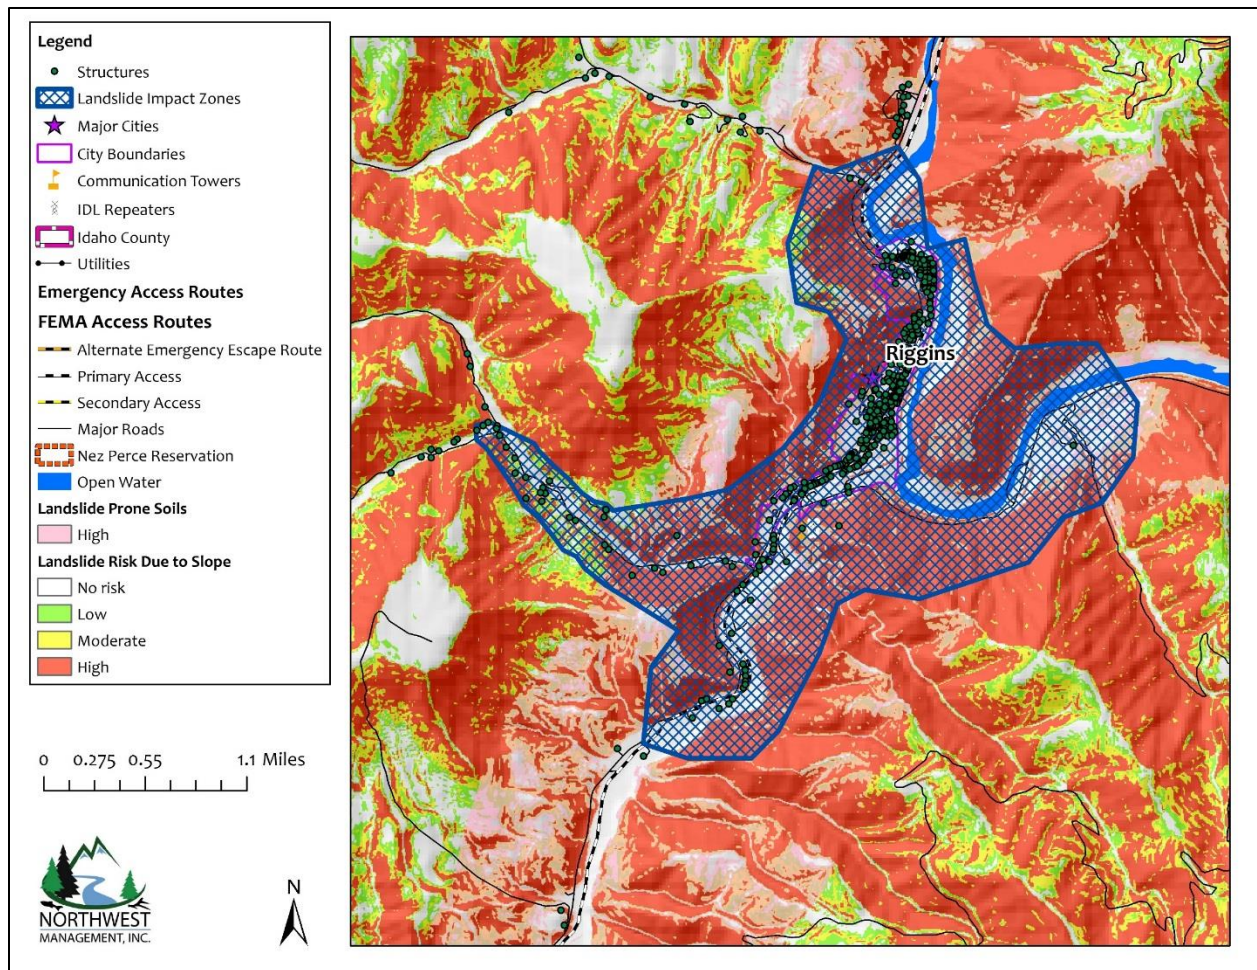 Legend
Structures
Landslide Impact Zones
Major Cities
City Boundaries
Communication Towers
IDL Repeaters
Idaho County
Utilities
Emergency Access Routes
FEMA Access Routes
Alternate Emergency Escape Route
Primary Access
Secondary Access
Major Roads
Nez Perce Reservation
Open Water
Landslide Prone Soils
High
Landslide Risk Due to Slope
No risk
Low
Moderate
High
0 0.275 0.55 1.1 Miles
NORTHWEST
MANAGEMENT, INC.
N
Riggins